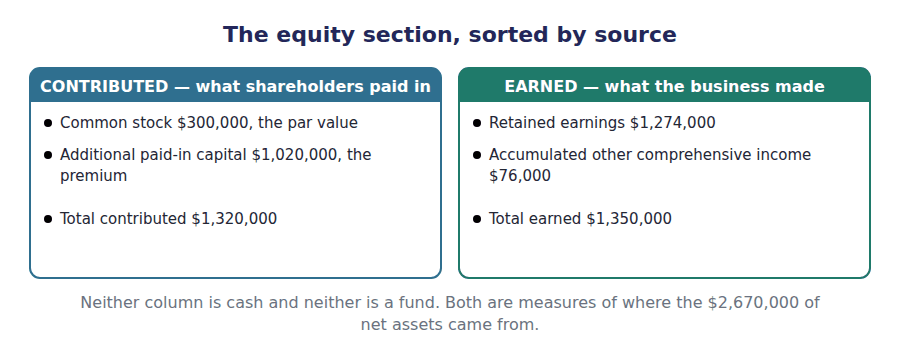 The equity section, sorted by source
CONTRIBUTED — what shareholders paid in
Common stock $300,000, the par value
Additional paid-in capital $1,020,000, the
premium
Total contributed $1,320,000
EARNED — what the business made
Retained earnings $1,274,000
Accumulated other comprehensive income
$76,000
Total earned $1,350,000
Neither column is cash and neither is a fund. Both are measures of where the $2,670,000 of
net assets came from.